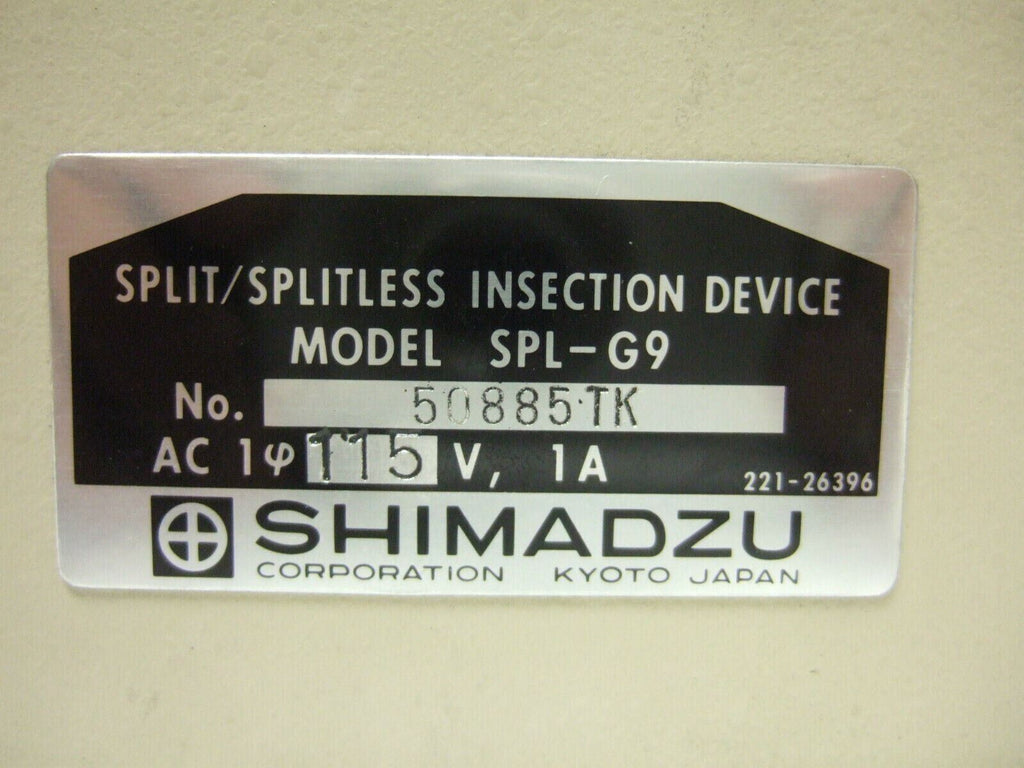 SPLIT/SPLITLESS INSECTION DEVICE
MODEL SPL-G9
No. 50885TK
AC 1φ 115 V, 1A
221-26396
SHIMADZU
CORPORATION KYOTO JAPAN